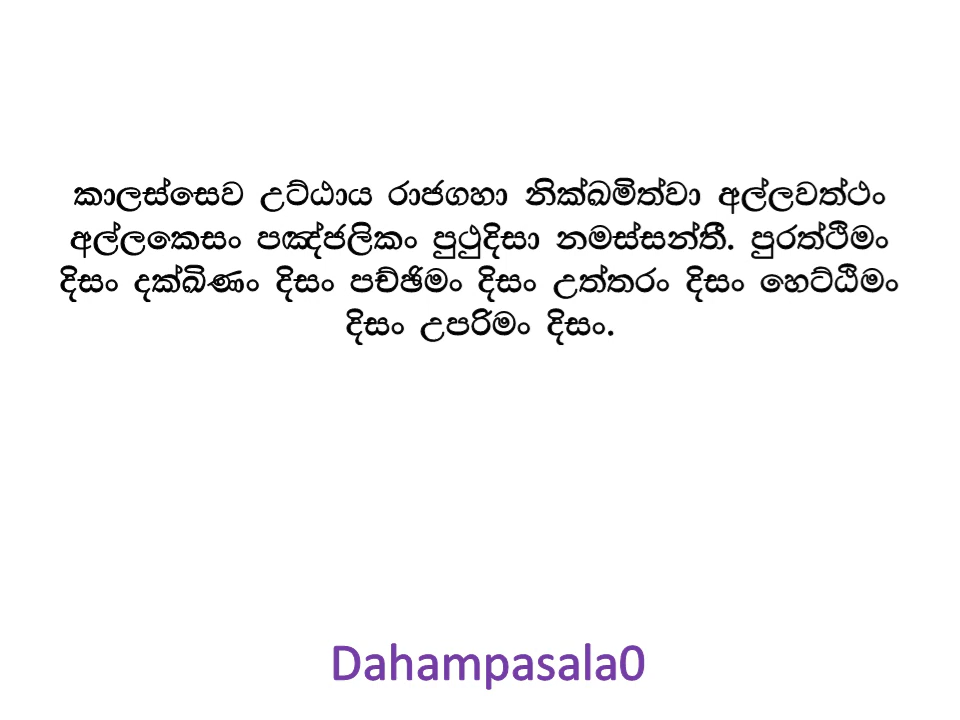 කාලස්සෙව උට්ඨාය රාජගහා නික්ඛමිත්වා අල්ලවත්ථං
අල්ලකෙසං පඤ්ජලිකං පුථුදිසා නමස්සන්තී. පුරත්ථිමං
දිසං දක්ඛිණං දිසං පච්ඡිමං දිසං උත්තරං දිසං හෙට්ඨිමං
දිසං උපරිමං දිසං.
Dahampasala0